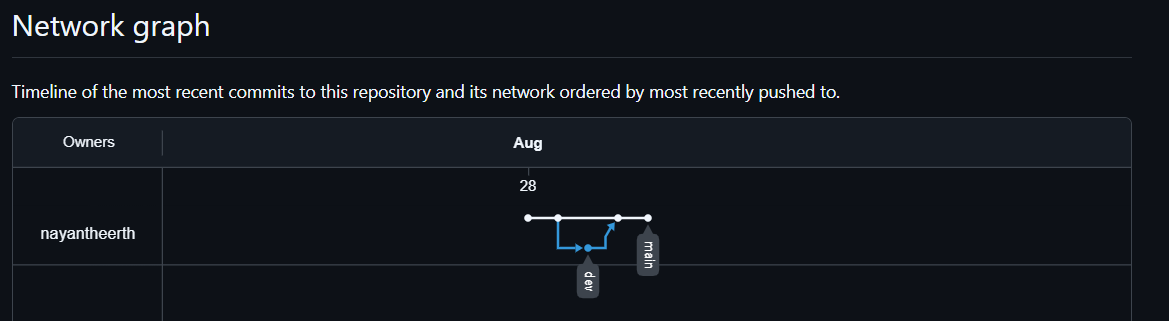 Network graph
Timeline of the most recent commits to this repository and its network ordered by most recently pushed to.
Owners
Aug
28
nayantheerth
main
dev